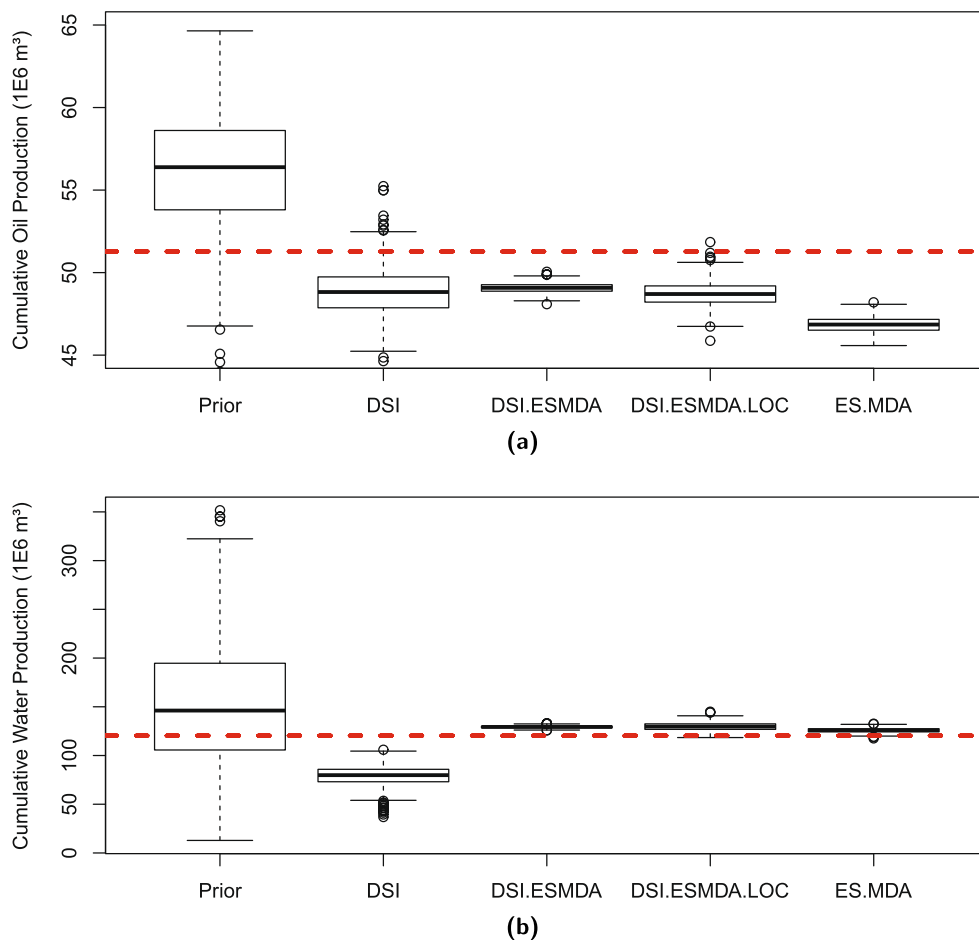 Cumulative Oil Production (1E6 m³)
65
60
55
50
45
Prior DSI DSI.ESMDA DSI.ESMDA.LOC ES.MDA
(a)
Cumulative Water Production (1E6 m³)
300
200
100
50
0
Prior DSI DSI.ESMDA DSI.ESMDA.LOC ES.MDA
(b)